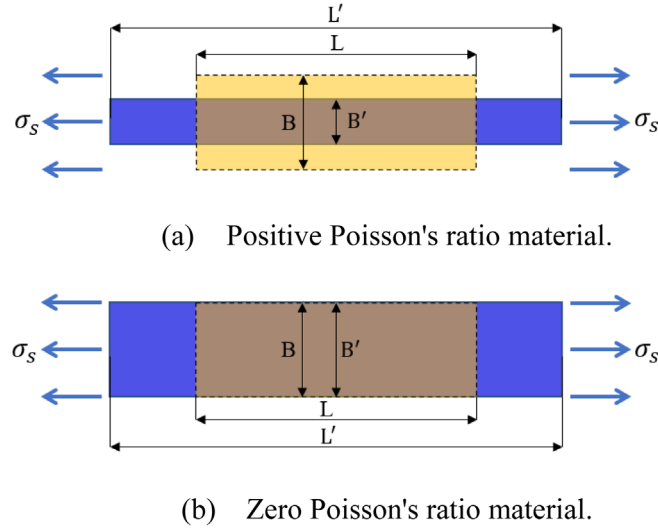 L′
L
σs B B′ σs
(a) Positive Poisson's ratio material.
σs B B′ σs
L
L′
(b) Zero Poisson's ratio material.